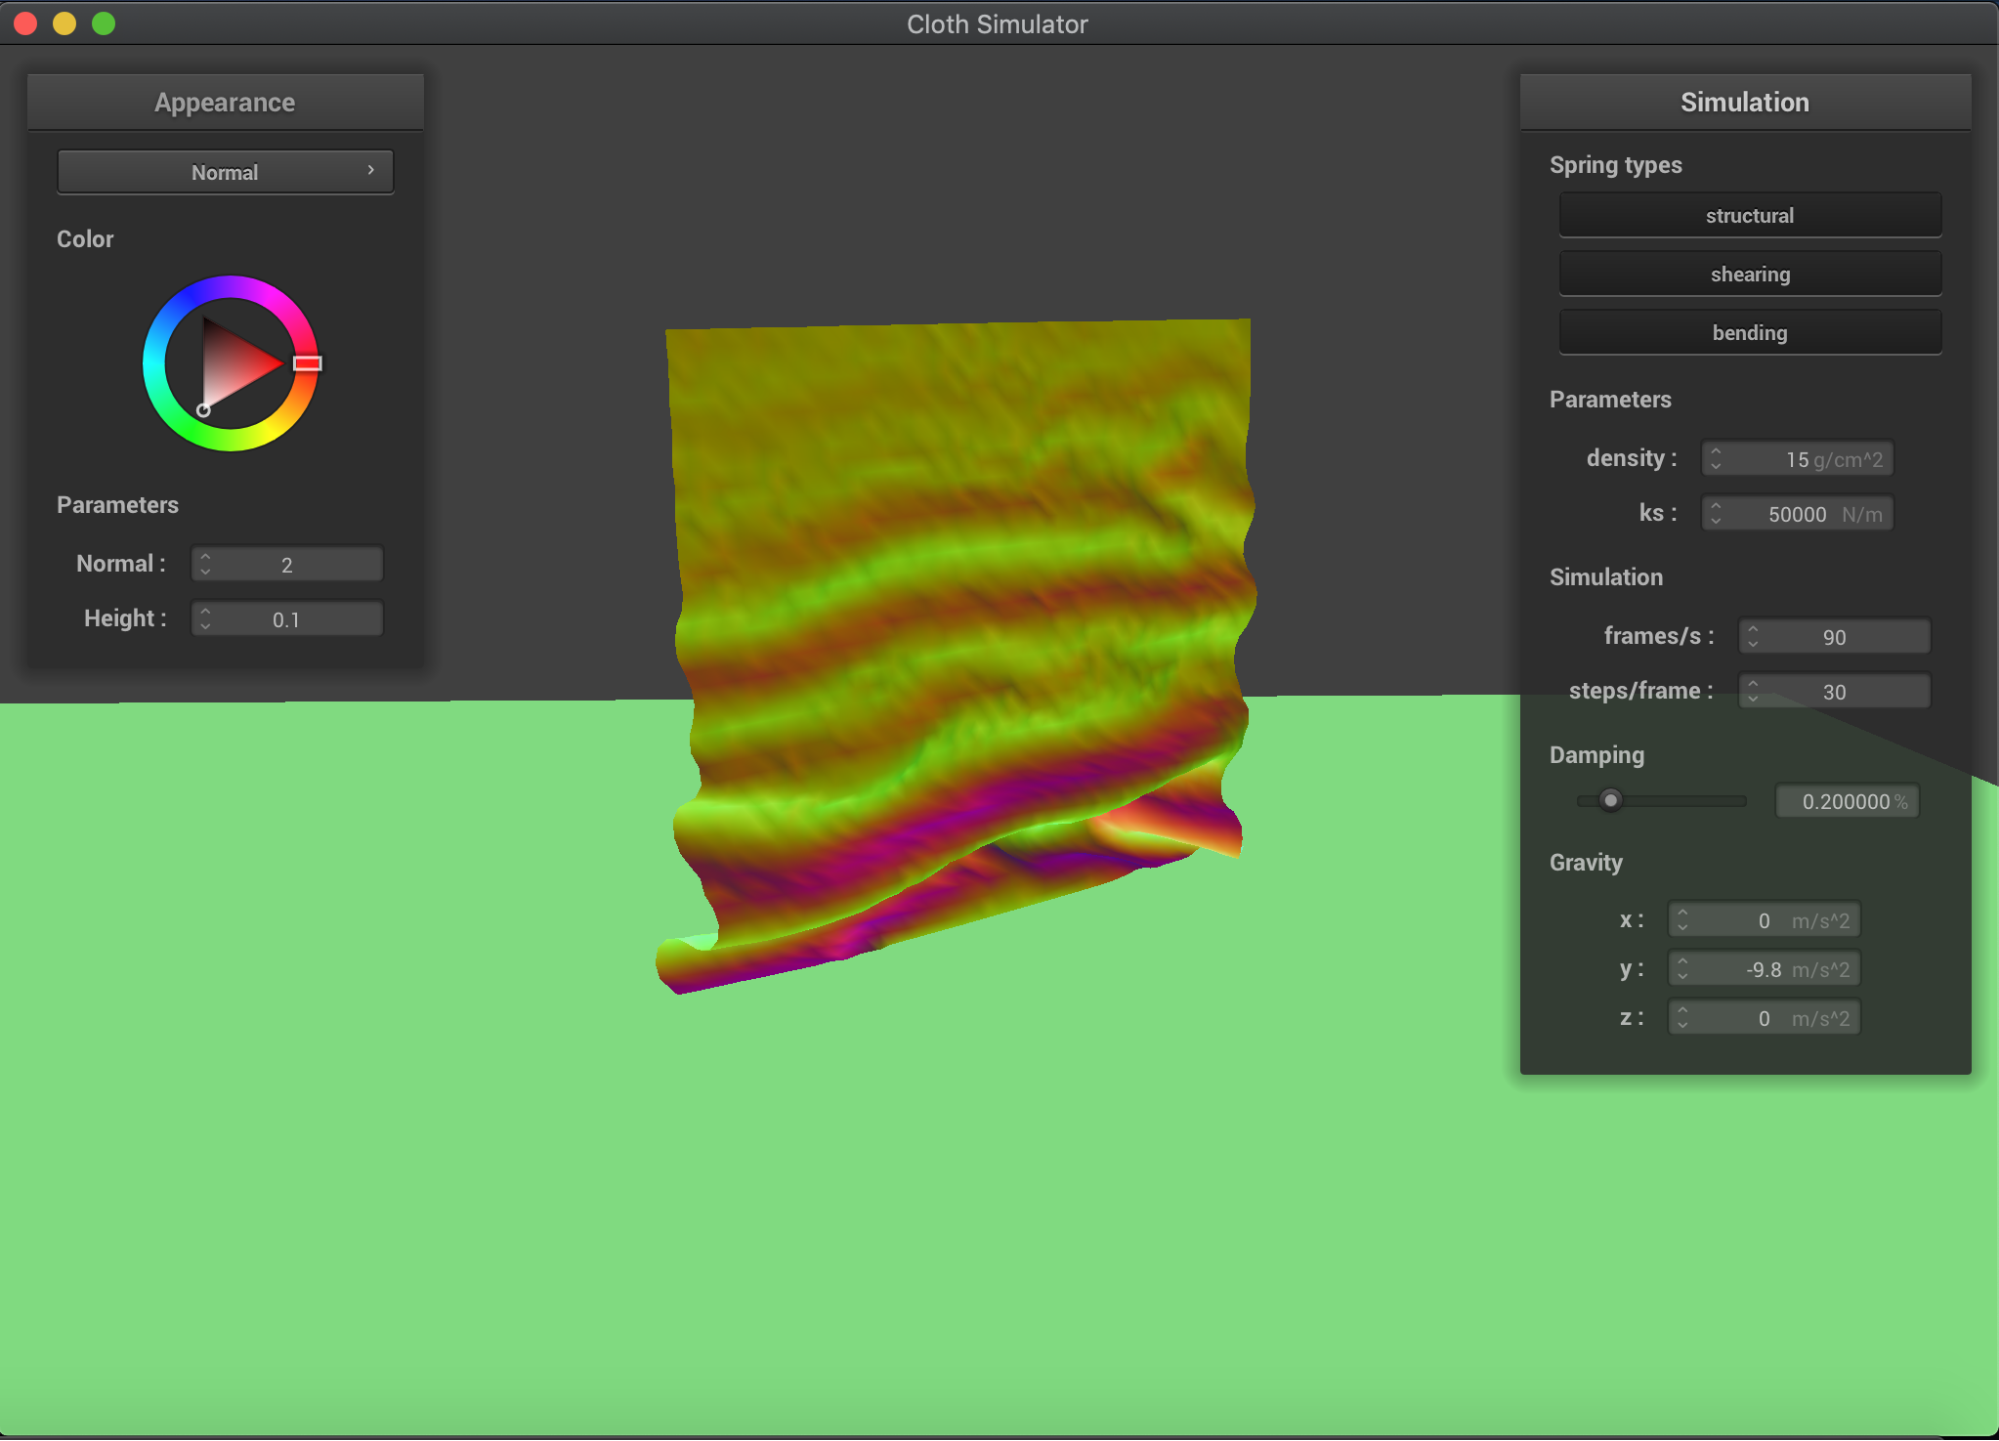 Cloth Simulator
Appearance
Normal
Color
Parameters
Normal : 2
Height : 0.1
Simulation
Spring types
structural
shearing
bending
Parameters
density : 15 g/cm^2
ks : 50000 N/m
Simulation
frames/s : 90
steps/frame : 30
Damping
0.200000 %
Gravity
x : 0 m/s^2
y : -9.8 m/s^2
z : 0 m/s^2